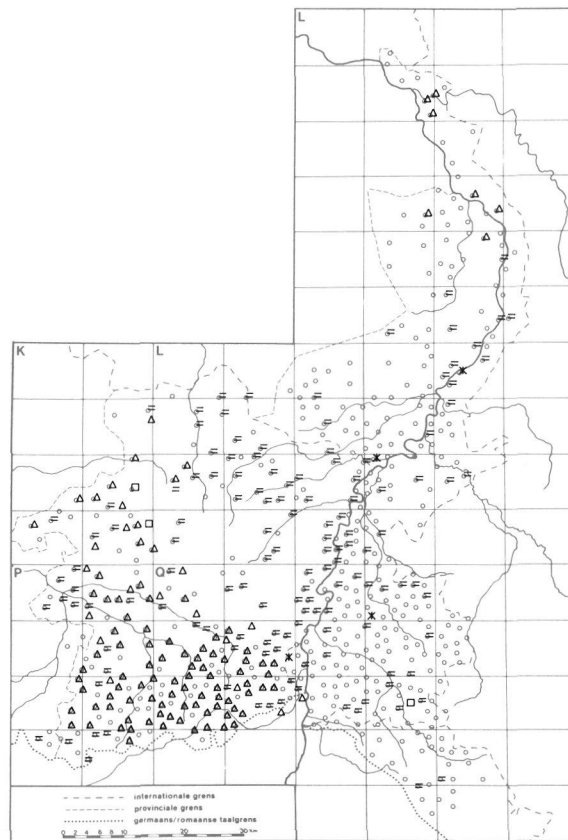 L
K
L
P
Q
internationale grens
provinciale grens
germaans/romaanse taalgrens
0 2 4 6 8 10 20 30 km